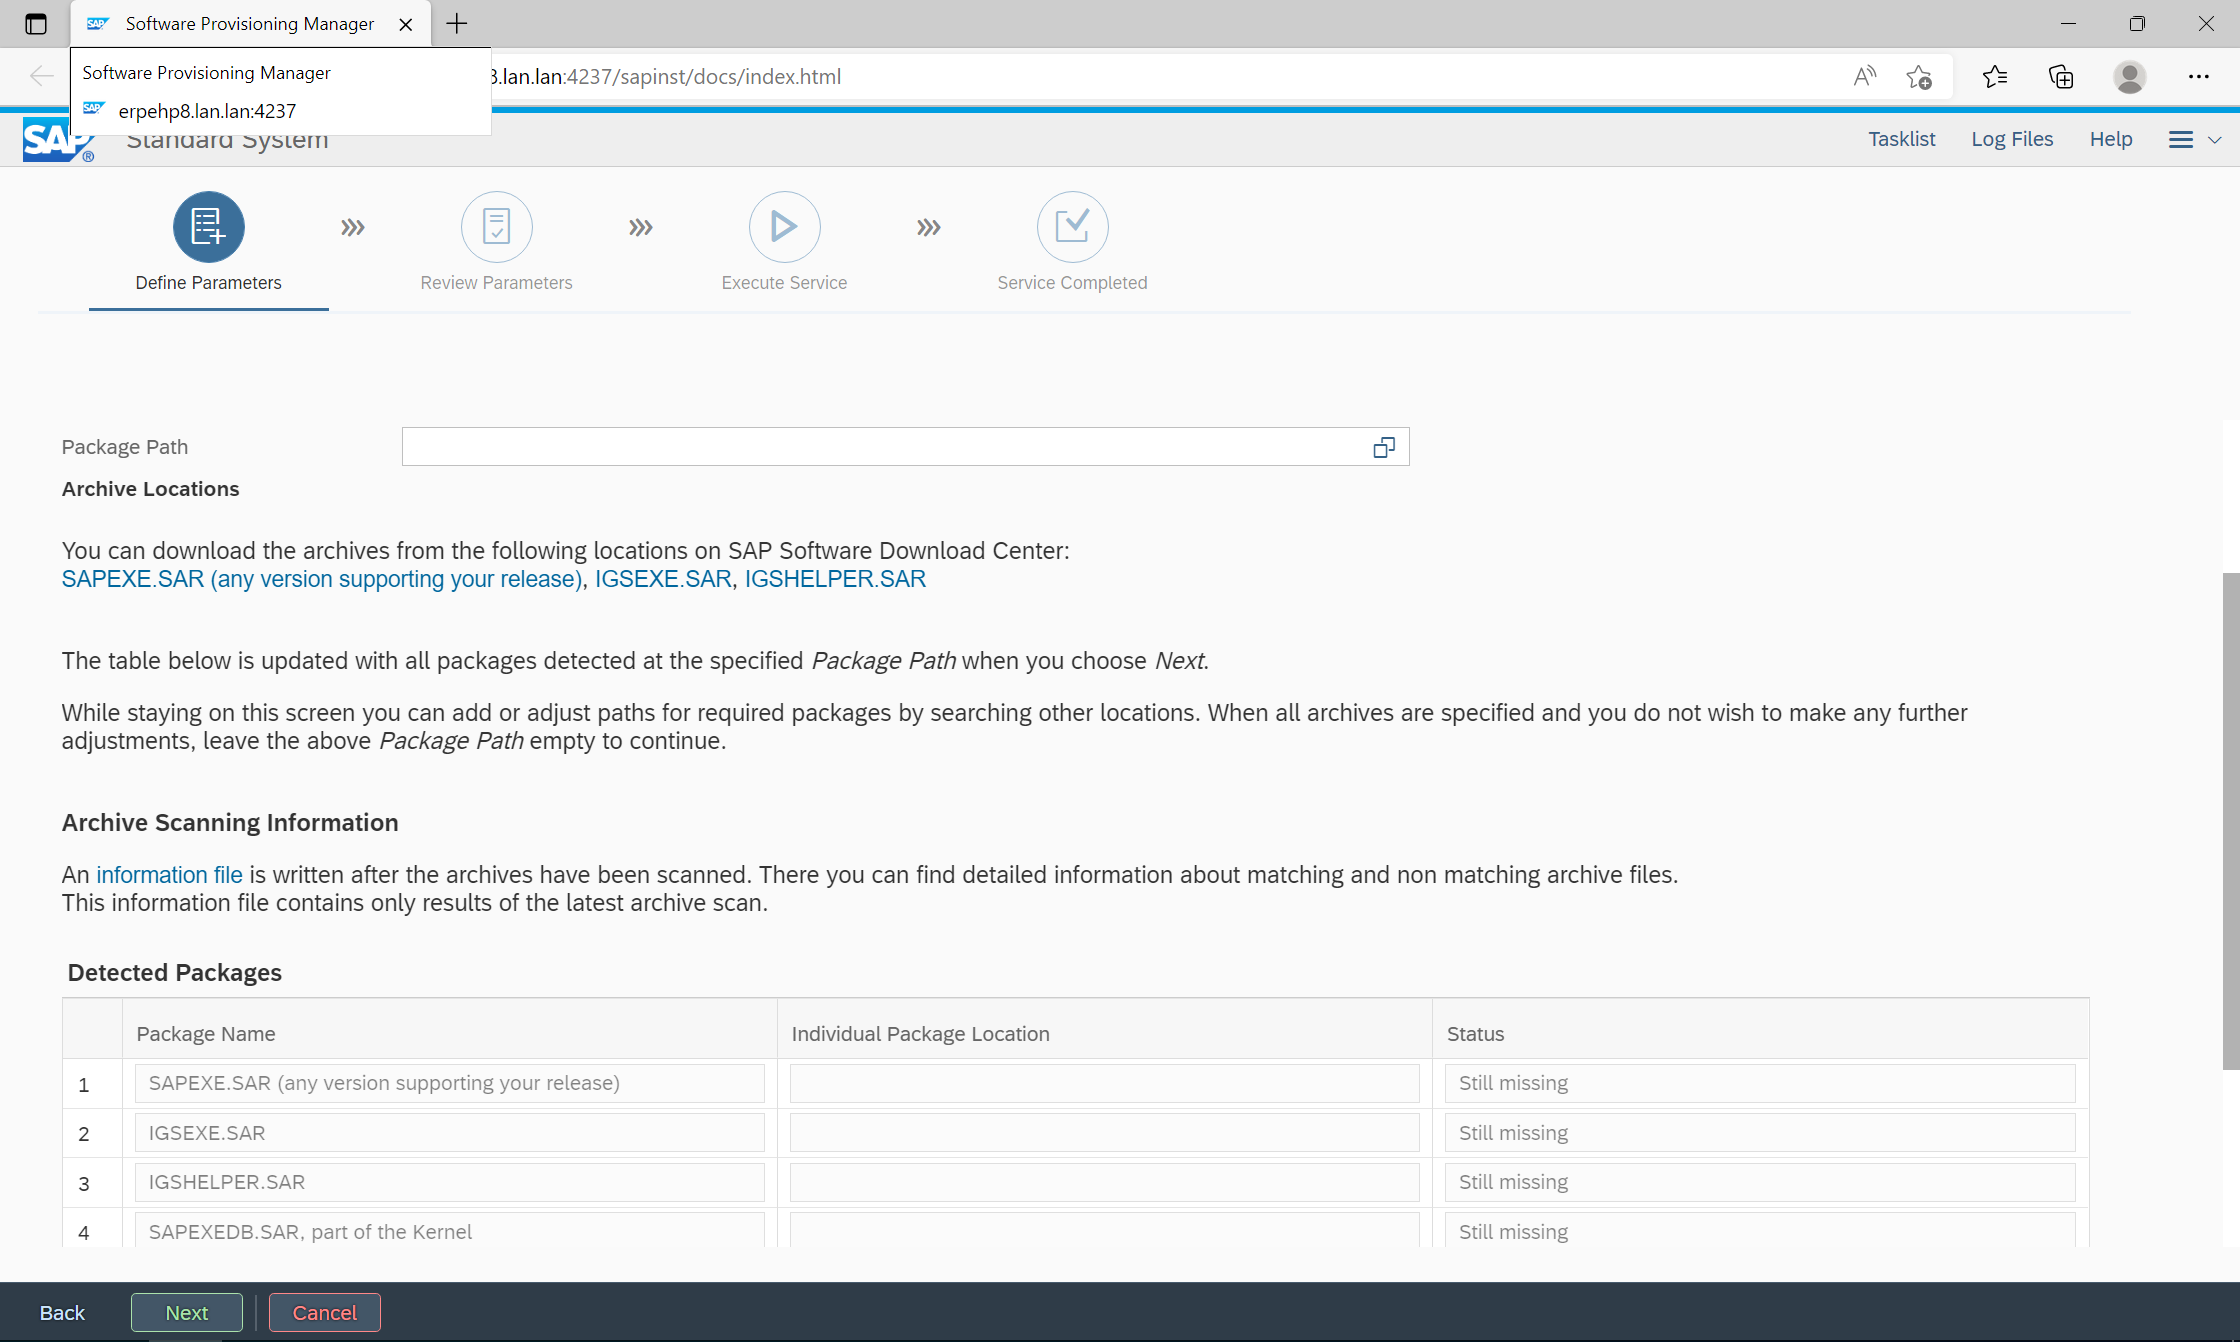 Software Provisioning Manager
Software Provisioning Manager
8.lan.lan:4237/sapinst/docs/index.html
erpehp8.lan.lan:4237
SAP ® Standard System
Tasklist Log Files Help
Define Parameters Review Parameters Execute Service Service Completed
Package Path
Archive Locations
You can download the archives from the following locations on SAP Software Download Center:
SAPEXE.SAR (any version supporting your release), IGSEXE.SAR, IGSHELPER.SAR
The table below is updated with all packages detected at the specified Package Path when you choose Next.
While staying on this screen you can add or adjust paths for required packages by searching other locations. When all archives are specified and you do not wish to make any further
adjustments, leave the above Package Path empty to continue.
Archive Scanning Information
An information file is written after the archives have been scanned. There you can find detailed information about matching and non matching archive files.
This information file contains only results of the latest archive scan.
Detected Packages
Package Name Individual Package Location Status
1 SAPEXE.SAR (any version supporting your release) Still missing
2 IGSEXE.SAR Still missing
3 IGSHELPER.SAR Still missing
4 SAPEXEDB.SAR, part of the Kernel Still missing
Back Next Cancel